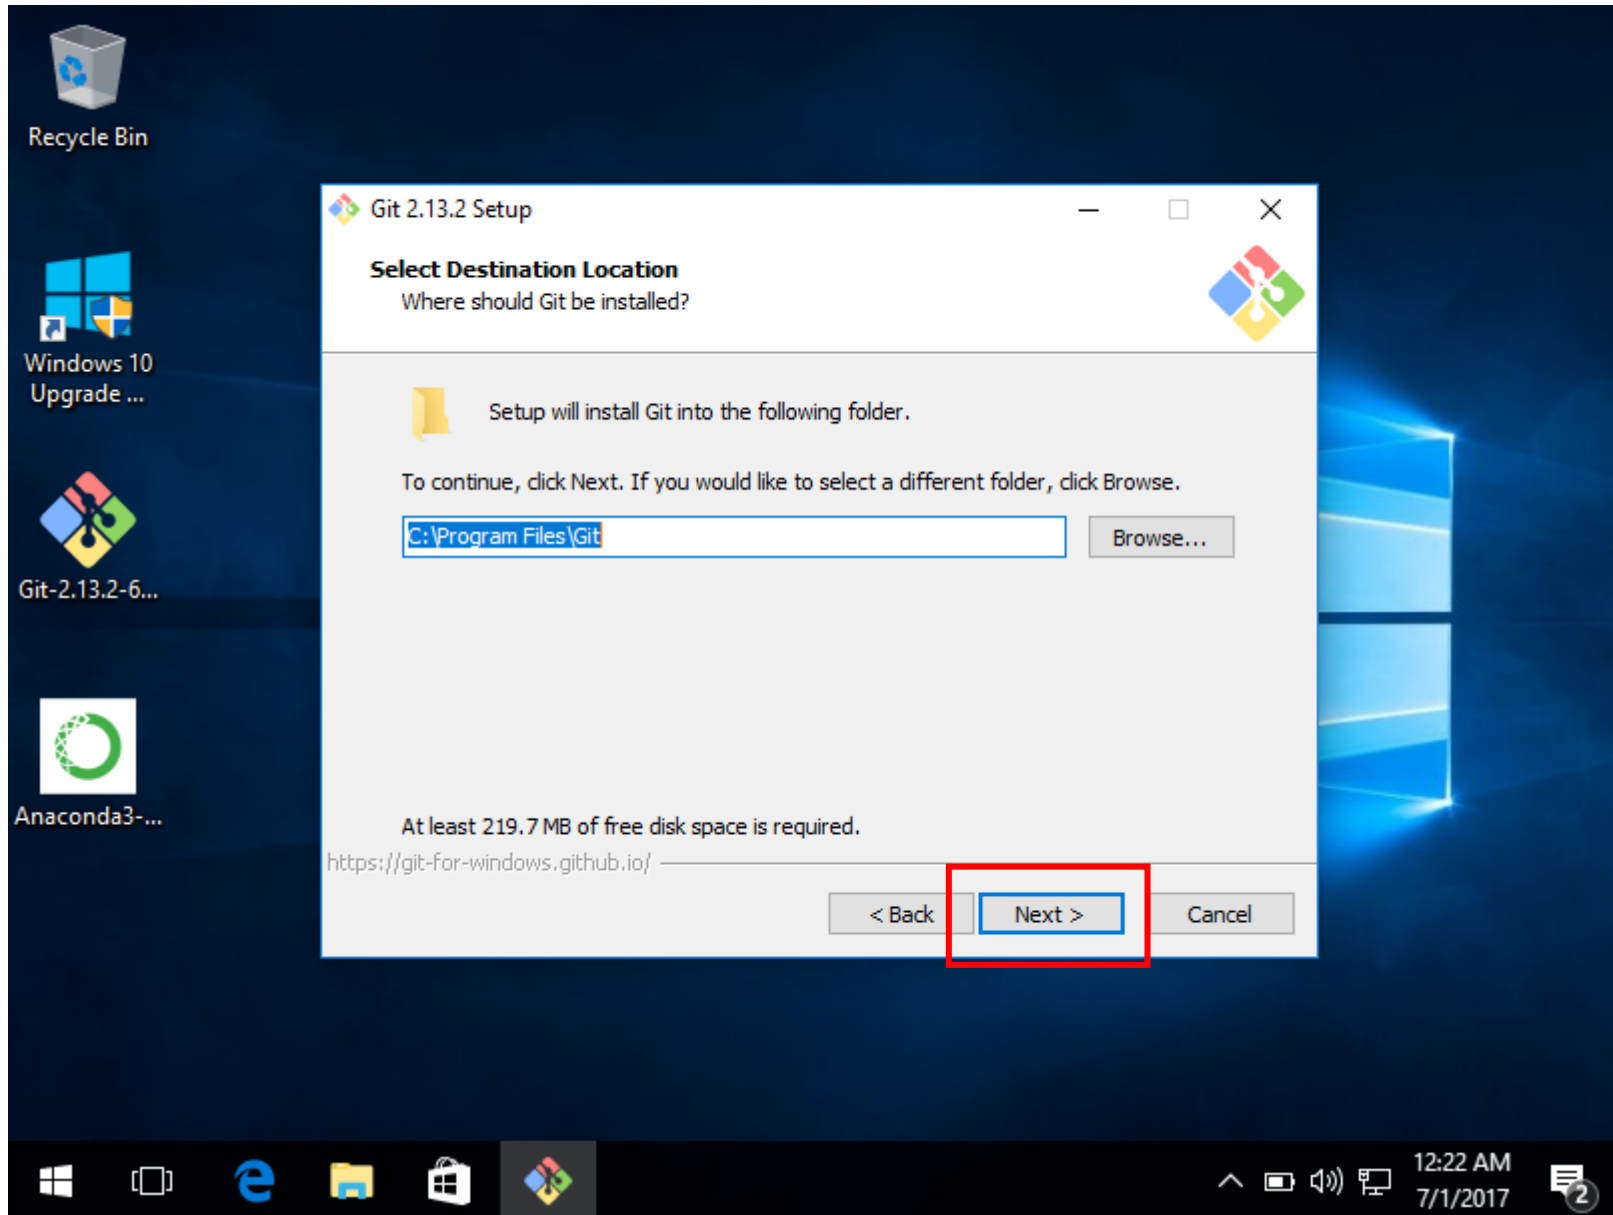 Recycle Bin
Windows 10
Upgrade ...
Git-2.13.2-6...
Anaconda3-...
Git 2.13.2 Setup
Select Destination Location
Where should Git be installed?
Setup will install Git into the following folder.
To continue, click Next. If you would like to select a different folder, click Browse.
C:\Program Files\Git
Browse...
At least 219.7 MB of free disk space is required.
https://git-for-windows.github.io/
< Back
Next >
Cancel
12:22 AM
7/1/2017
2